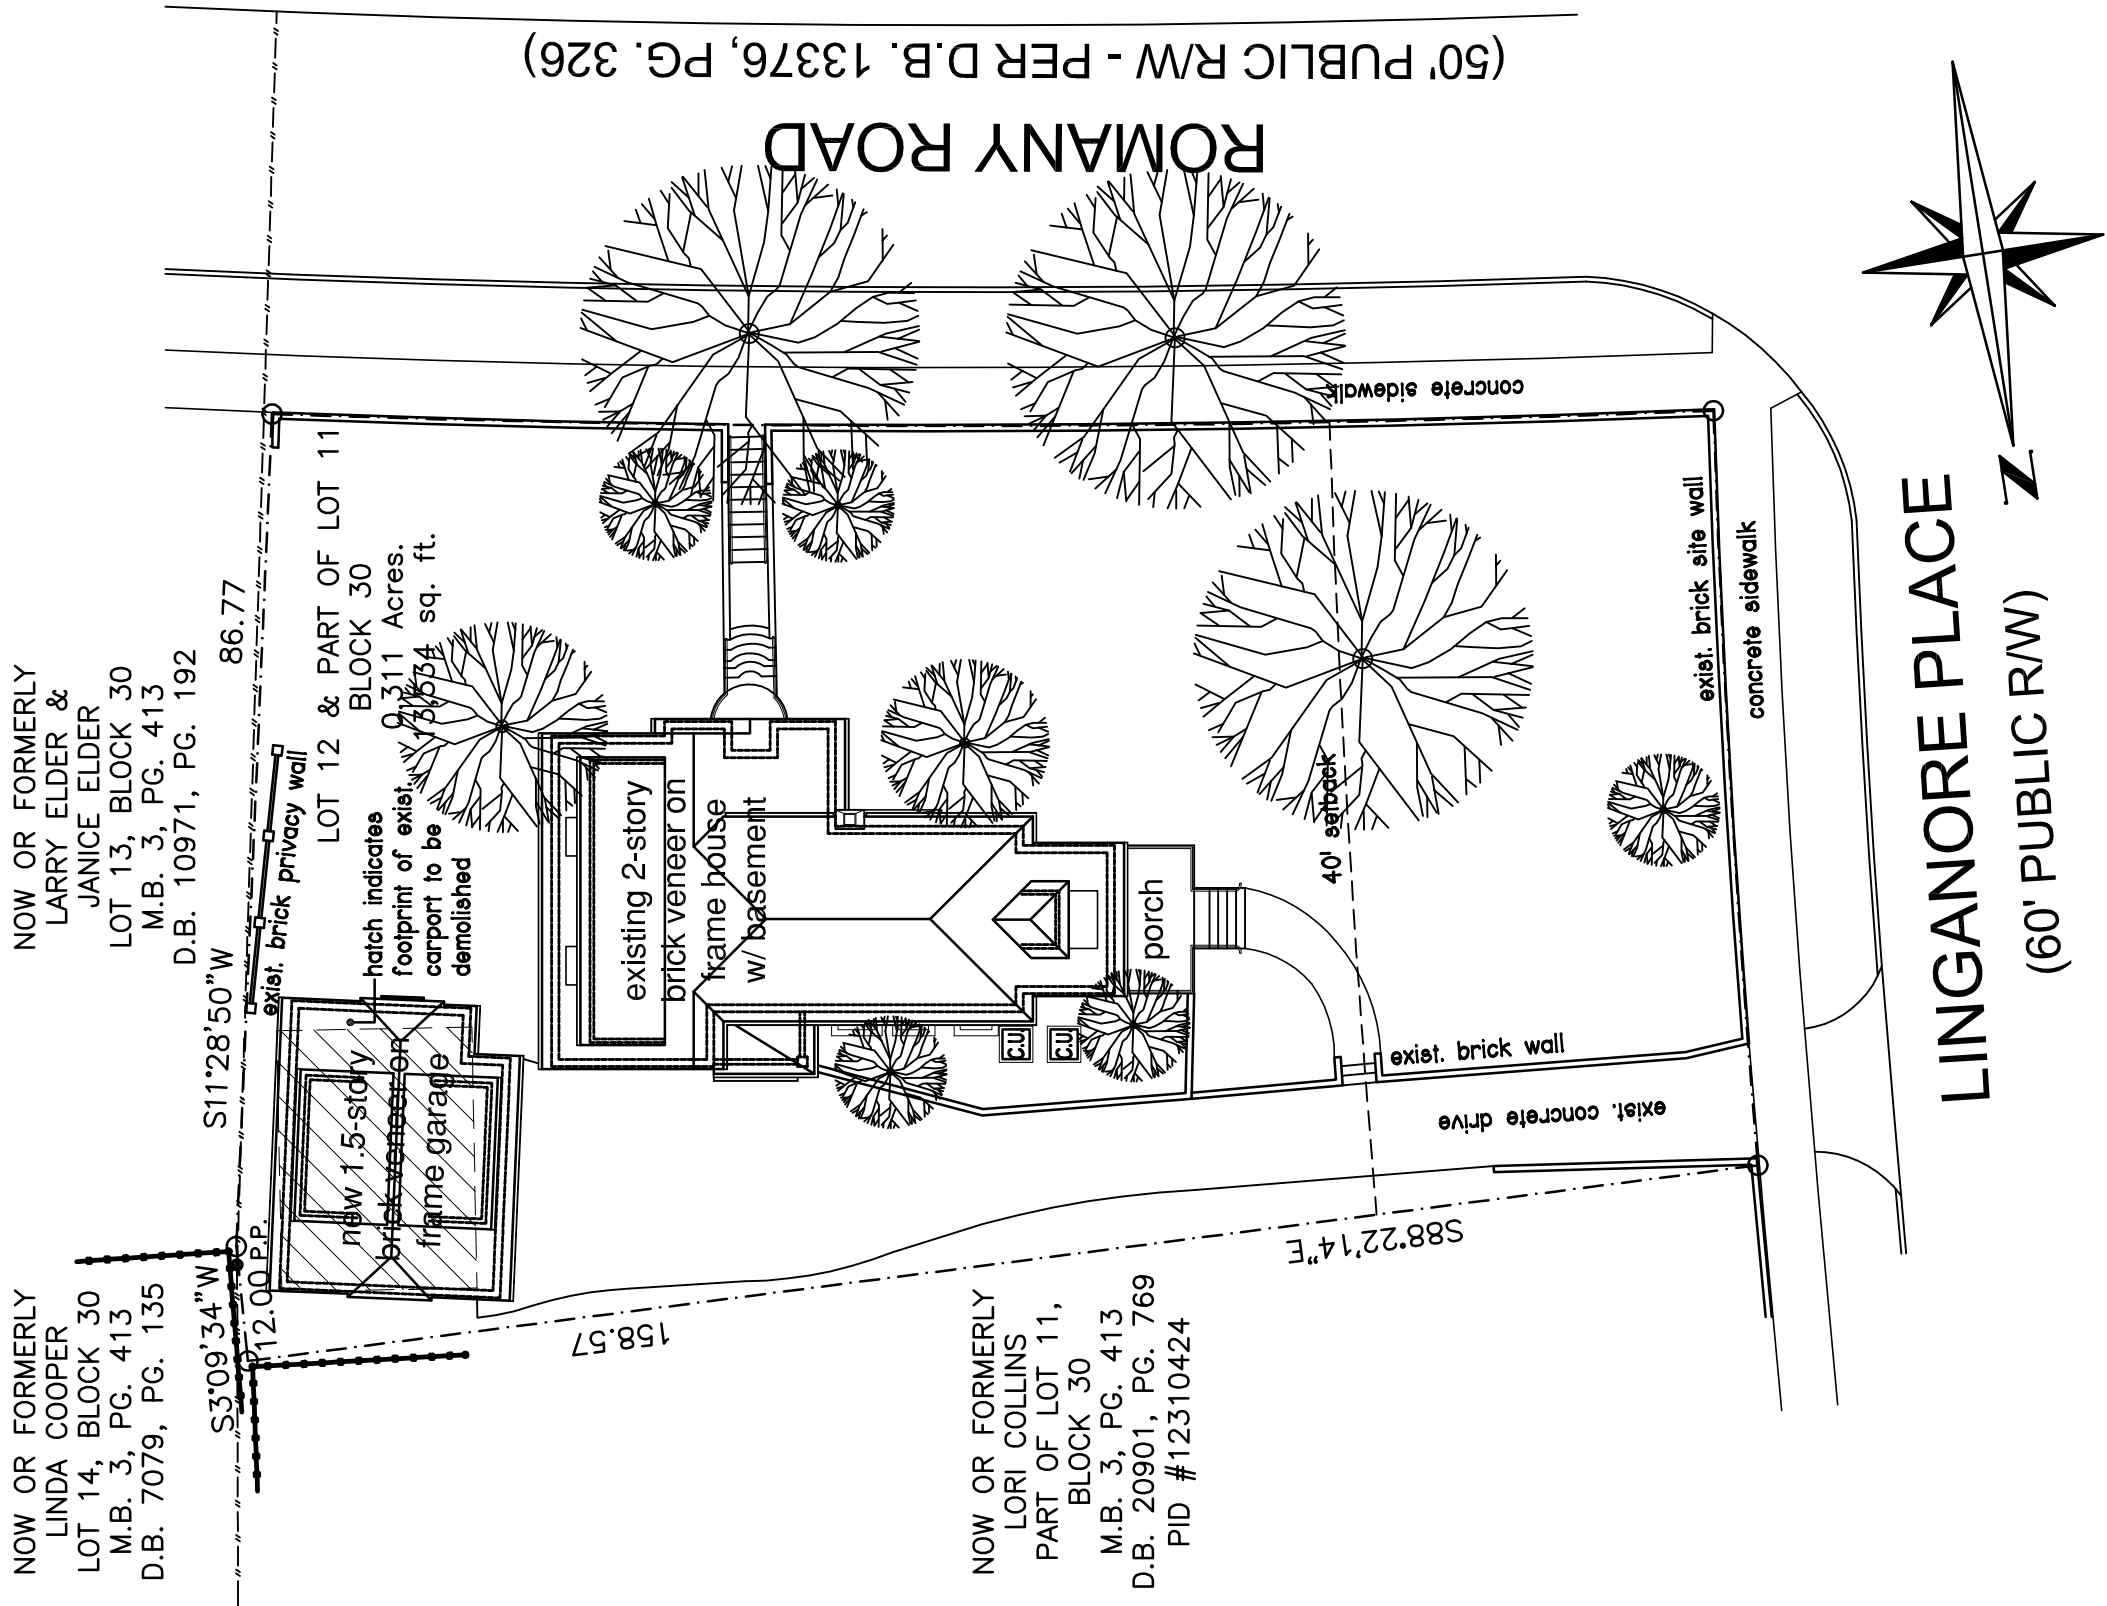 (50' PUBLIC R/W - PER D.B. 13376, PG. 326)
ROMANY ROAD
concrete sidewalk
NOW OR FORMERLY
LARRY ELDER &
JANICE ELDER
LOT 13, BLOCK 30
M.B. 3, PG. 413
D.B. 10971, PG. 192
S11°28'50"W
86.77
exist. brick privacy wall
LOT 12 & PART OF LOT 11
BLOCK 30
0.311 Acres.
13,534 sq. ft.
hatch indicates
footprint of exist.
carport to be
demolished
existing 2-story
brick veneer on
frame house
w/ basement
porch
C.U.
C.U.
40' setback
exist. brick site wall
concrete sidewalk
N
LINGANORE PLACE
(60' PUBLIC R/W)
exist. brick wall
exist. concrete drive
S88°22'14"E
158.57
new 1.5-story
brick veneer on
frame garage
12.00 P.P.
S3°09'34"W
NOW OR FORMERLY
LINDA COOPER
LOT 14, BLOCK 30
M.B. 3, PG. 413
D.B. 7079, PG. 135
NOW OR FORMERLY
LORI COLLINS
PART OF LOT 11,
BLOCK 30
M.B. 3, PG. 413
D.B. 20901, PG. 769
PID #12310424